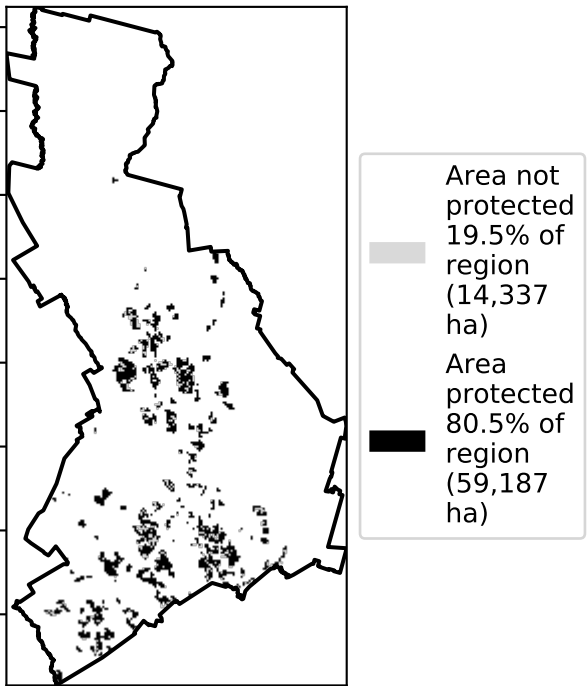 Area not
protected
19.5% of
region
(14,337
ha)
Area
protected
80.5% of
region
(59,187
ha)